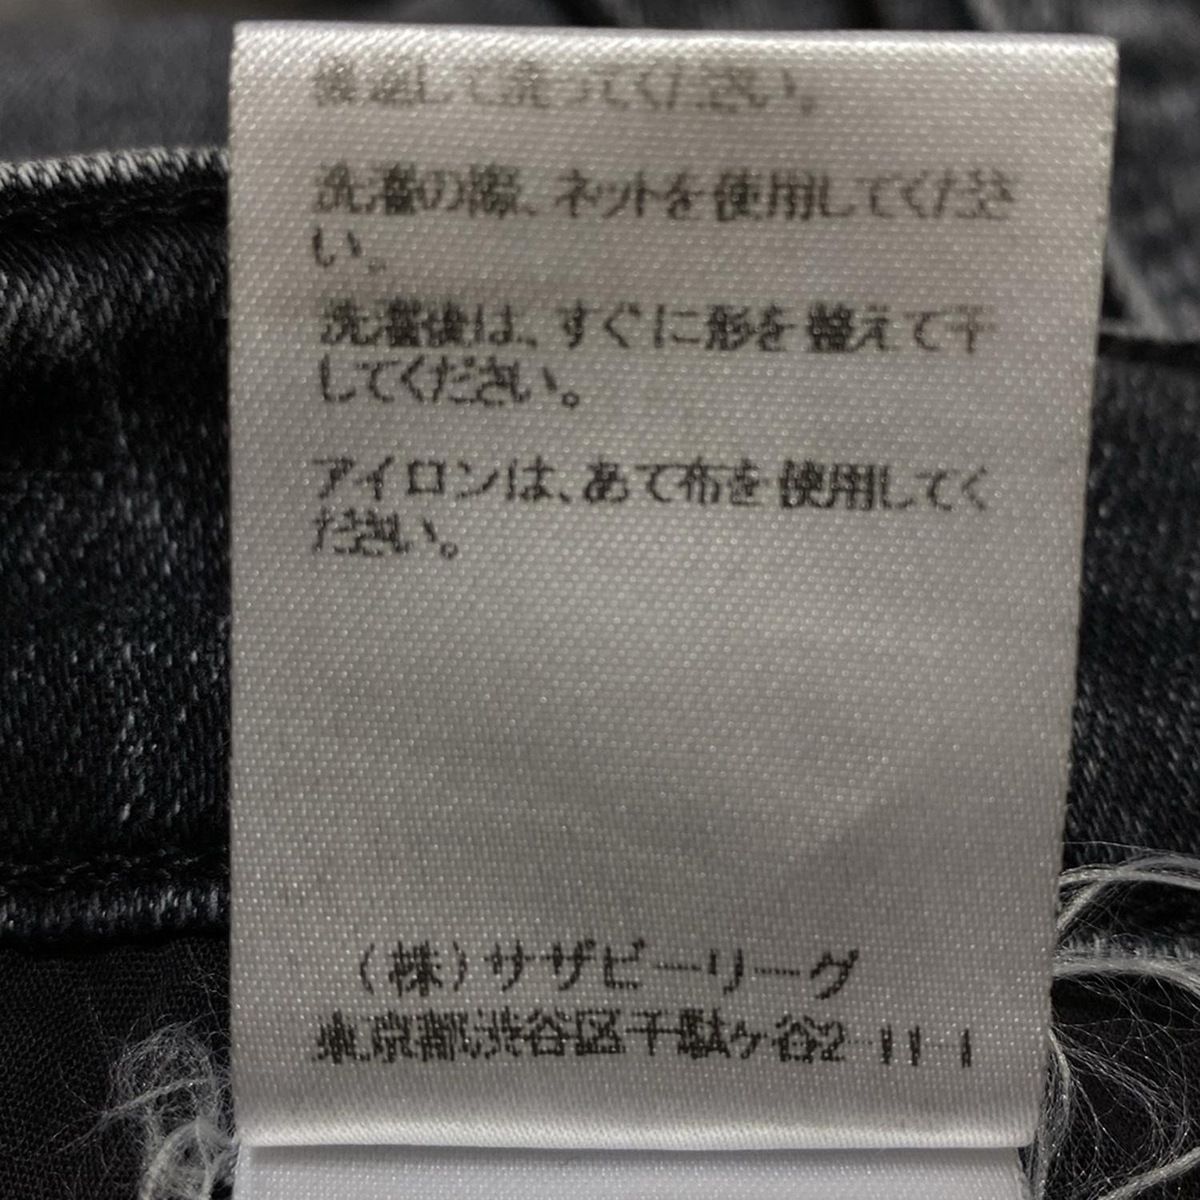 裏返して洗ってください。
洗濯の際、ネットを使用してくださ
い。
洗濯後は、すぐに形を整えて干
してください。
アイロンは、あて布を使用してく
ださい。
(株)サザビーリーグ
東京都渋谷区千駄ヶ谷2-11-1